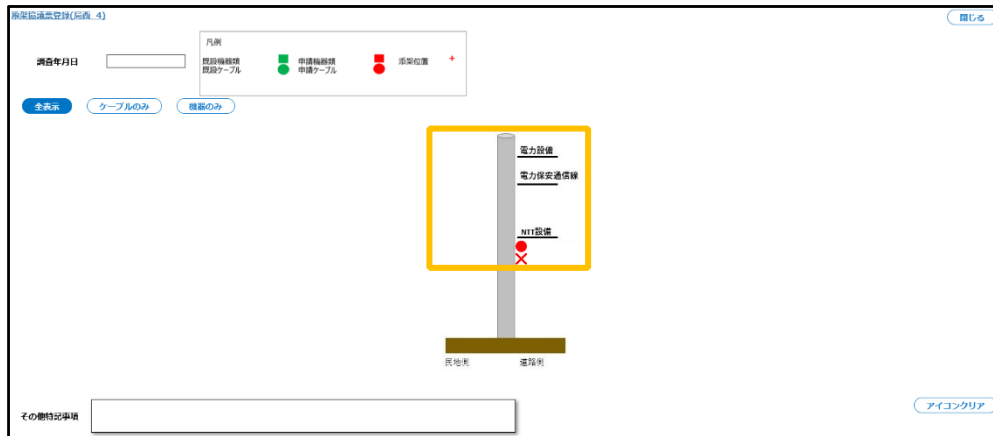 添架協議票登録(局西_4)
閉じる
凡例
調査年月日
既設機器類 申請機器類 添架位置
既設ケーブル 申請ケーブル
全表示 ケーブルのみ 機器のみ
電力設備
電力保安通信線
NTT設備
民地側 道路側
その他特記事項
アイコンクリア